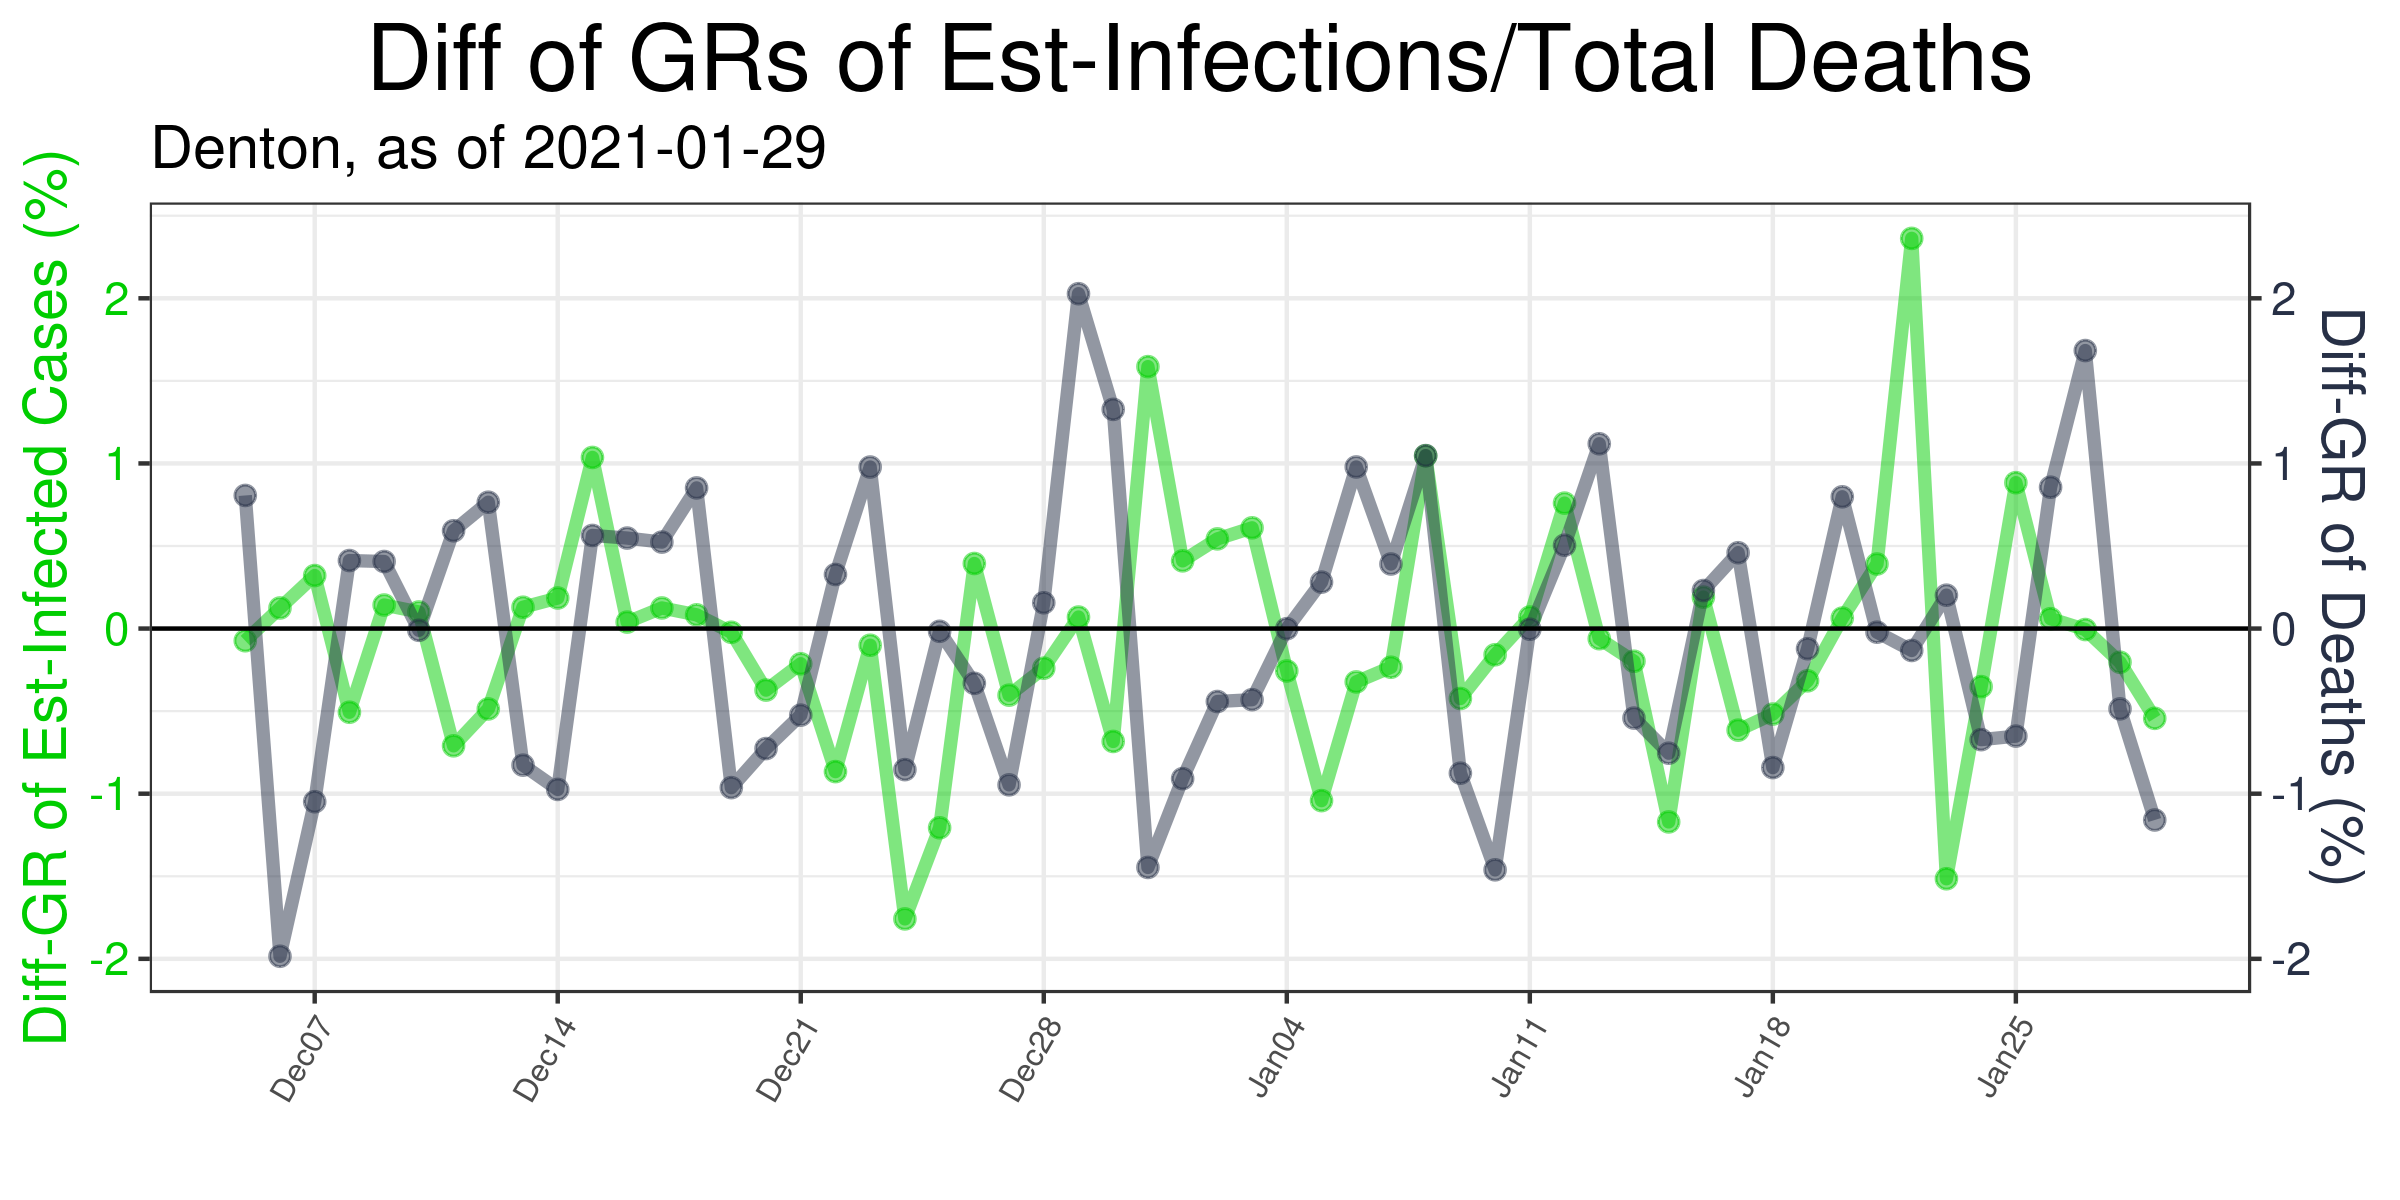 Diff of GRs of Est-Infections/Total Deaths
Denton, as of 2021-01-29
Diff-GR of Est-Infected Cases (%)
2
1
0
-1
-2
2
1
0
-1
-2
Diff-GR of Deaths (%)
Dec07
Dec14
Dec21
Dec28
Jan04
Jan11
Jan18
Jan25